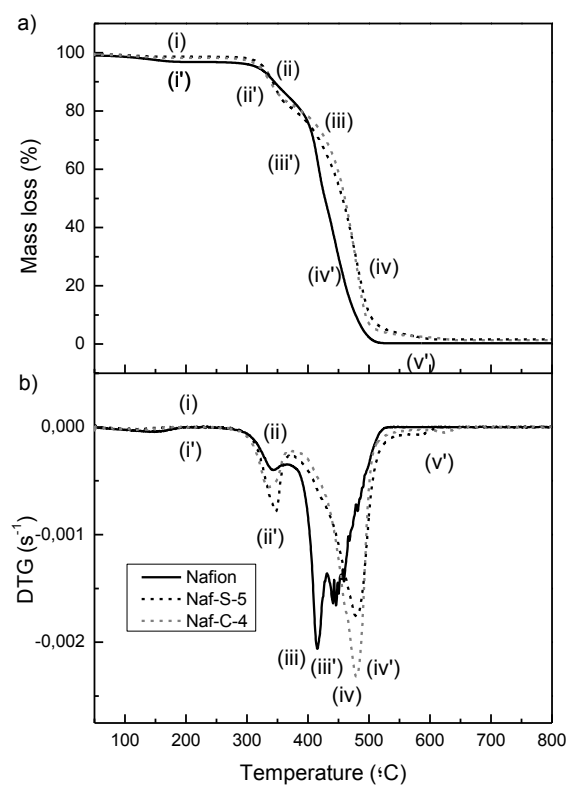 a)
100
80
60
40
20
0
Mass loss (%)
(i)
(i')
(ii)
(ii')
(iii)
(iii')
(iv)
(iv')
(v')
b)
0,000
-0,001
-0,002
DTG (s⁻¹)
(i)
(i')
(ii)
(ii')
(v')
Nafion
Naf-S-5
Naf-C-4
(iii)
(iii')
(iv')
(iv)
100 200 300 400 500 600 700 800
Temperature (°C)